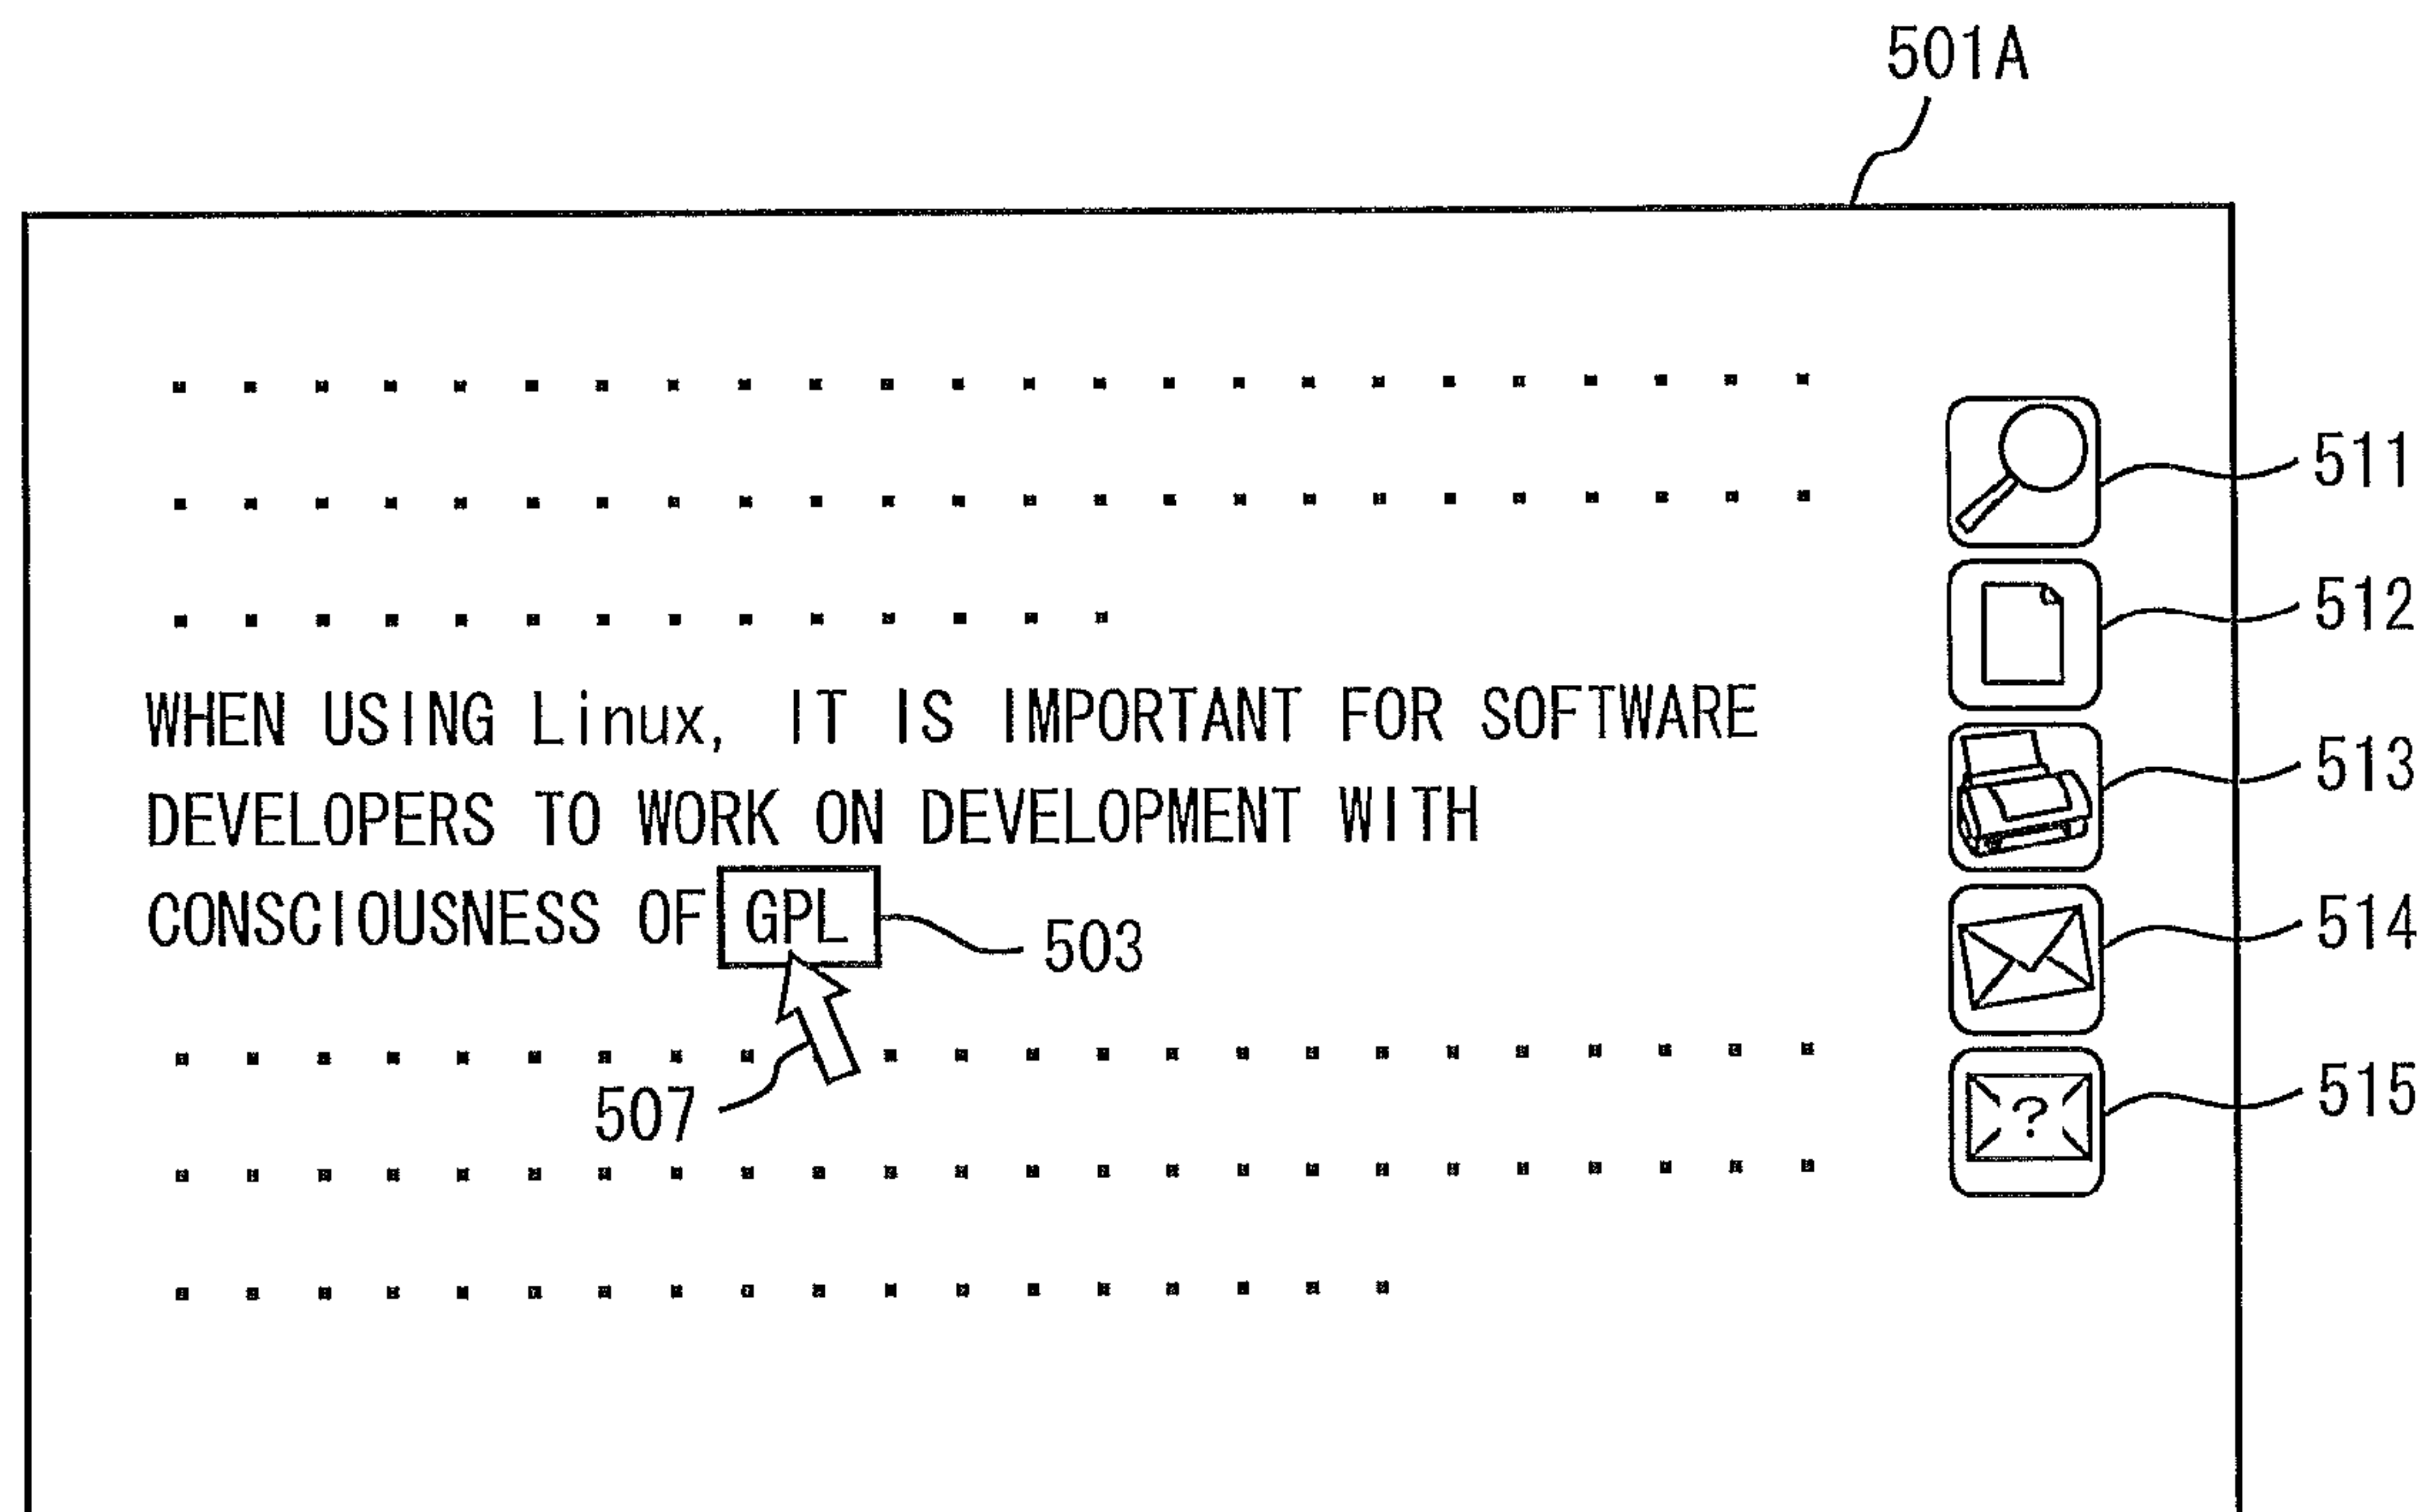 501A
511
512
WHEN USING Linux, IT IS IMPORTANT FOR SOFTWARE
513
DEVELOPERS TO WORK ON DEVELOPMENT WITH
CONSCIOUSNESS OF GPL
503
514
507
?
515